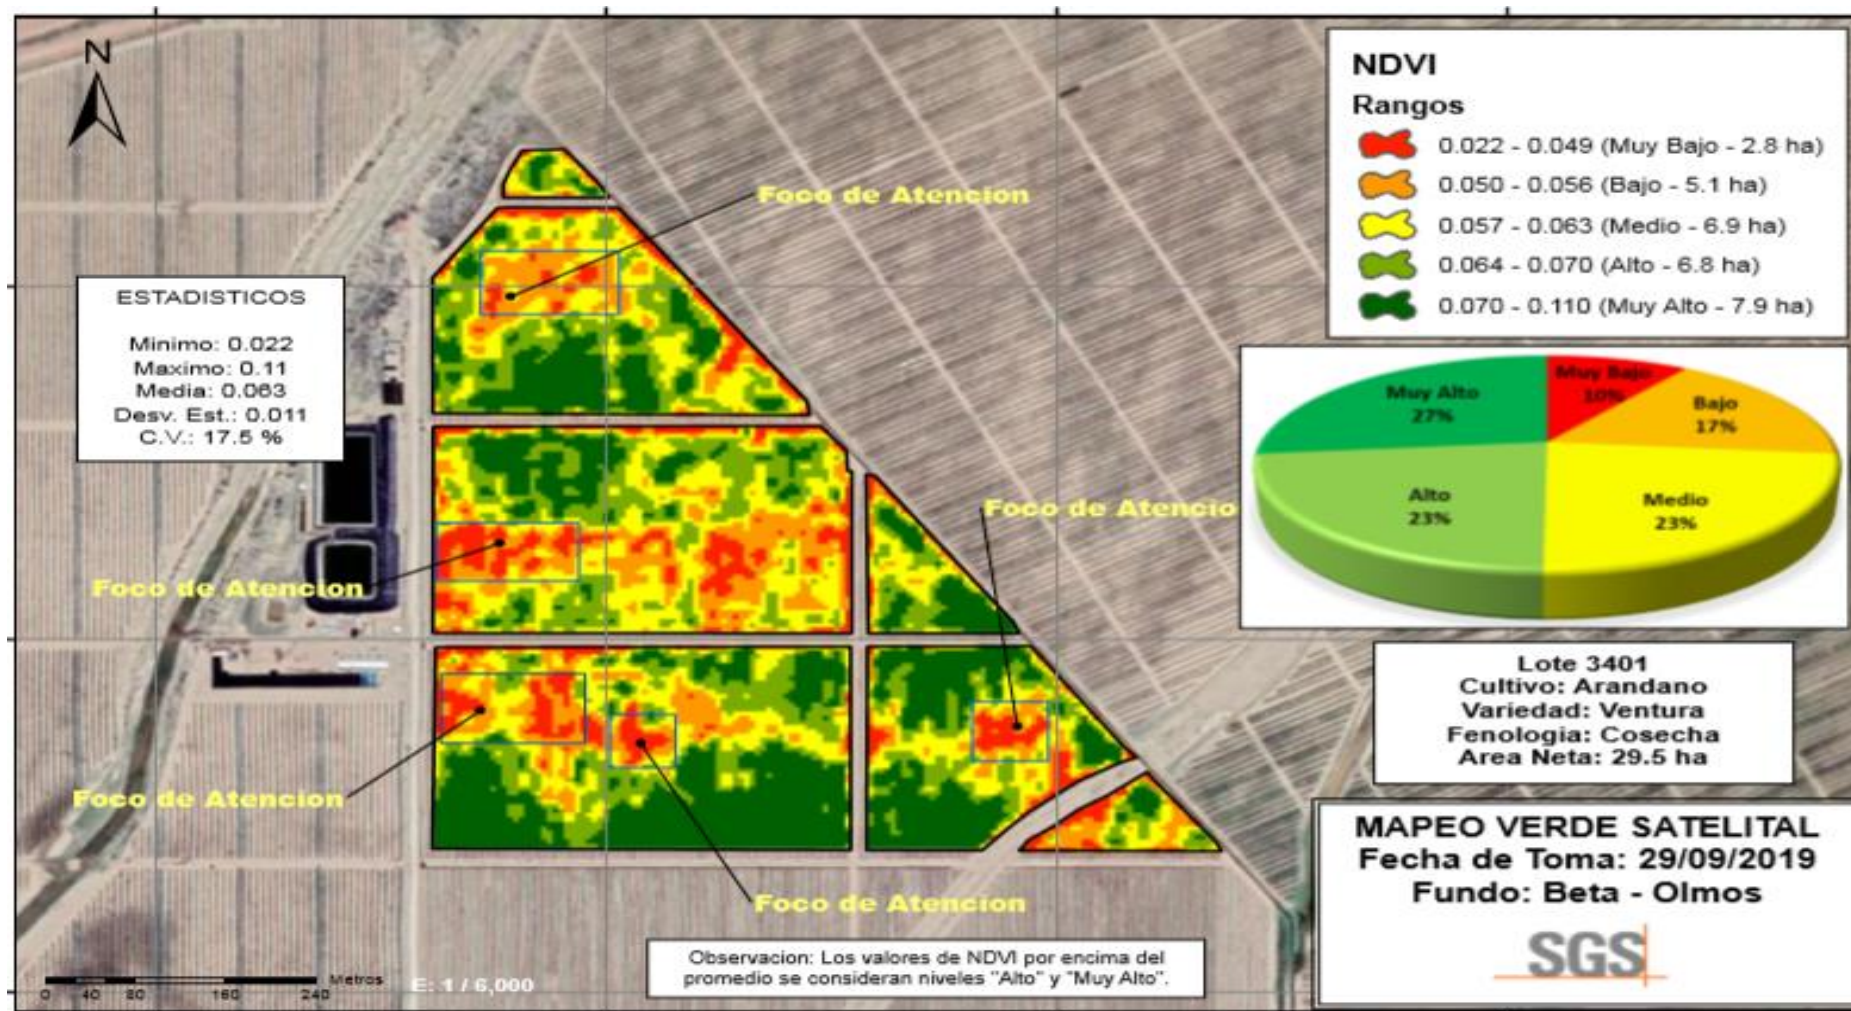 N
Foco de Atencion
ESTADISTICOS
Minimo: 0.022
Maximo: 0.11
Media: 0.063
Desv. Est.: 0.011
C.V.: 17.5 %
Foco de Atencion
Foco de Atencio
Foco de Atencion
Foco de Atencion
NDVI
Rangos
0.022 - 0.049 (Muy Bajo - 2.8 ha)
0.050 - 0.056 (Bajo - 5.1 ha)
0.057 - 0.063 (Medio - 6.9 ha)
0.064 - 0.070 (Alto - 6.8 ha)
0.070 - 0.110 (Muy Alto - 7.9 ha)
Muy Bajo
10%
Bajo
17%
Medio
23%
Alto
23%
Muy Alto
27%
Lote 3401
Cultivo: Arandano
Variedad: Ventura
Fenologia: Cosecha
Area Neta: 29.5 ha
MAPEO VERDE SATELITAL
Fecha de Toma: 29/09/2019
Fundo: Beta - Olmos
SGS
Observacion: Los valores de NDVI por encima del
promedio se consideran niveles "Alto" y "Muy Alto".
Metros
0 40 80 160 240
E: 1 / 6,000